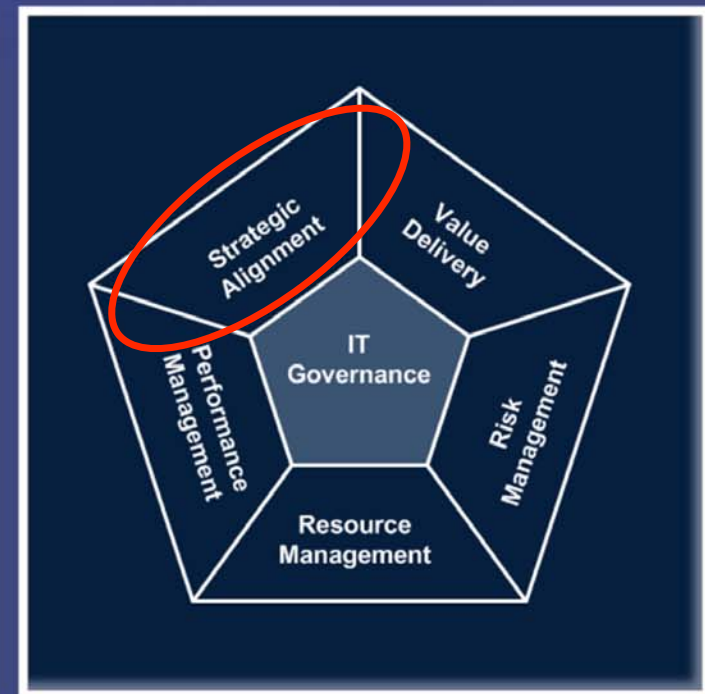 Strategic
Alignment
Value
Delivery
IT
Governance
Performance
Management
Risk
Management
Resource
Management